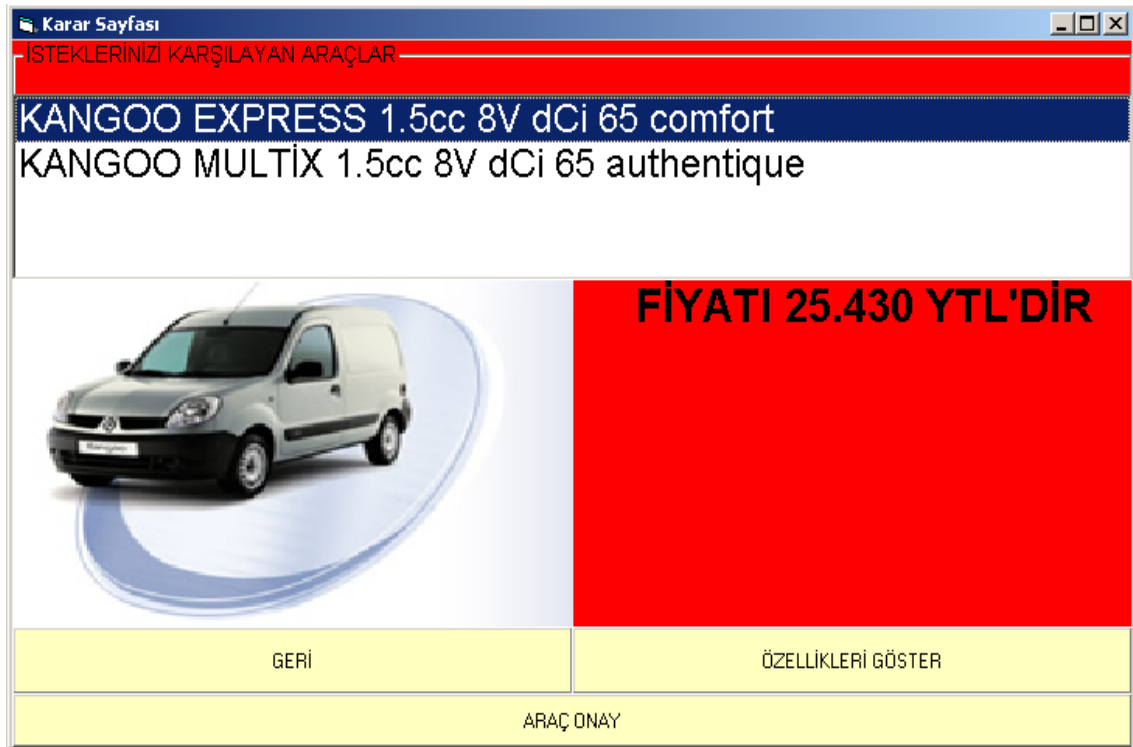 Karar Sayfası
İSTEKLERİNİZİ KARŞILAYAN ARAÇLAR
KANGOO EXPRESS 1.5cc 8V dCi 65 comfort
KANGOO MULTİX 1.5cc 8V dCi 65 authentique
FİYATI 25.430 YTL'DİR
Kangoo
GERİ
ÖZELLİKLERİ GÖSTER
ARAÇ ONAY